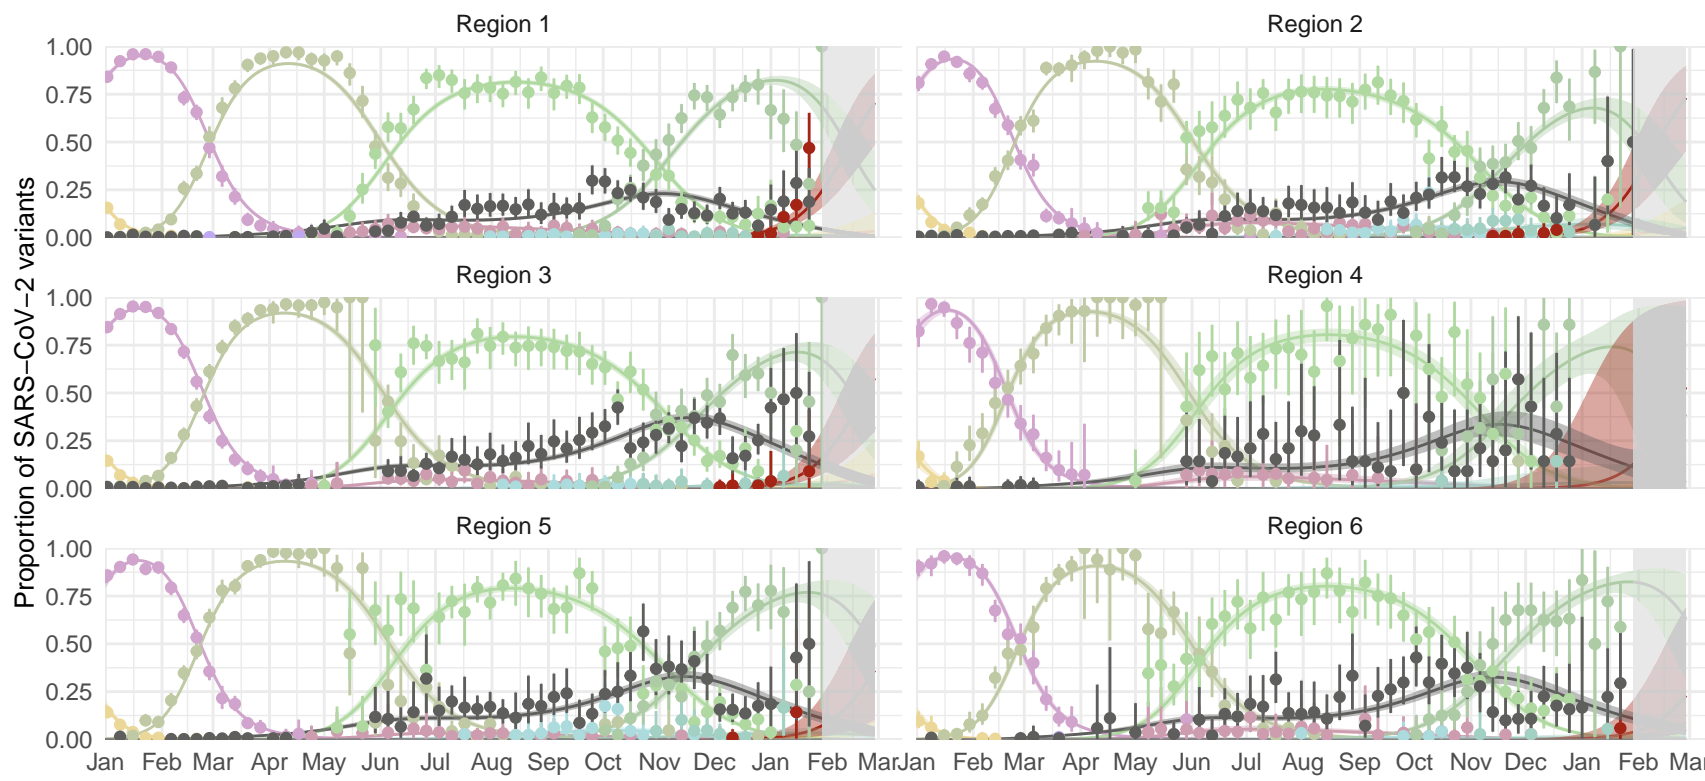 Region 1
Region 2
1.00
0.75
0.50
0.25
0.00
Region 3
Region 4
1.00
0.75
0.50
0.25
0.00
Region 5
Region 6
1.00
0.75
0.50
0.25
0.00
Jan Feb Mar Apr May Jun Jul Aug Sep Oct Nov Dec Jan Feb Mar
Jan Feb Mar Apr May Jun Jul Aug Sep Oct Nov Dec Jan Feb Ma
Proportion of SARS−CoV−2 variants